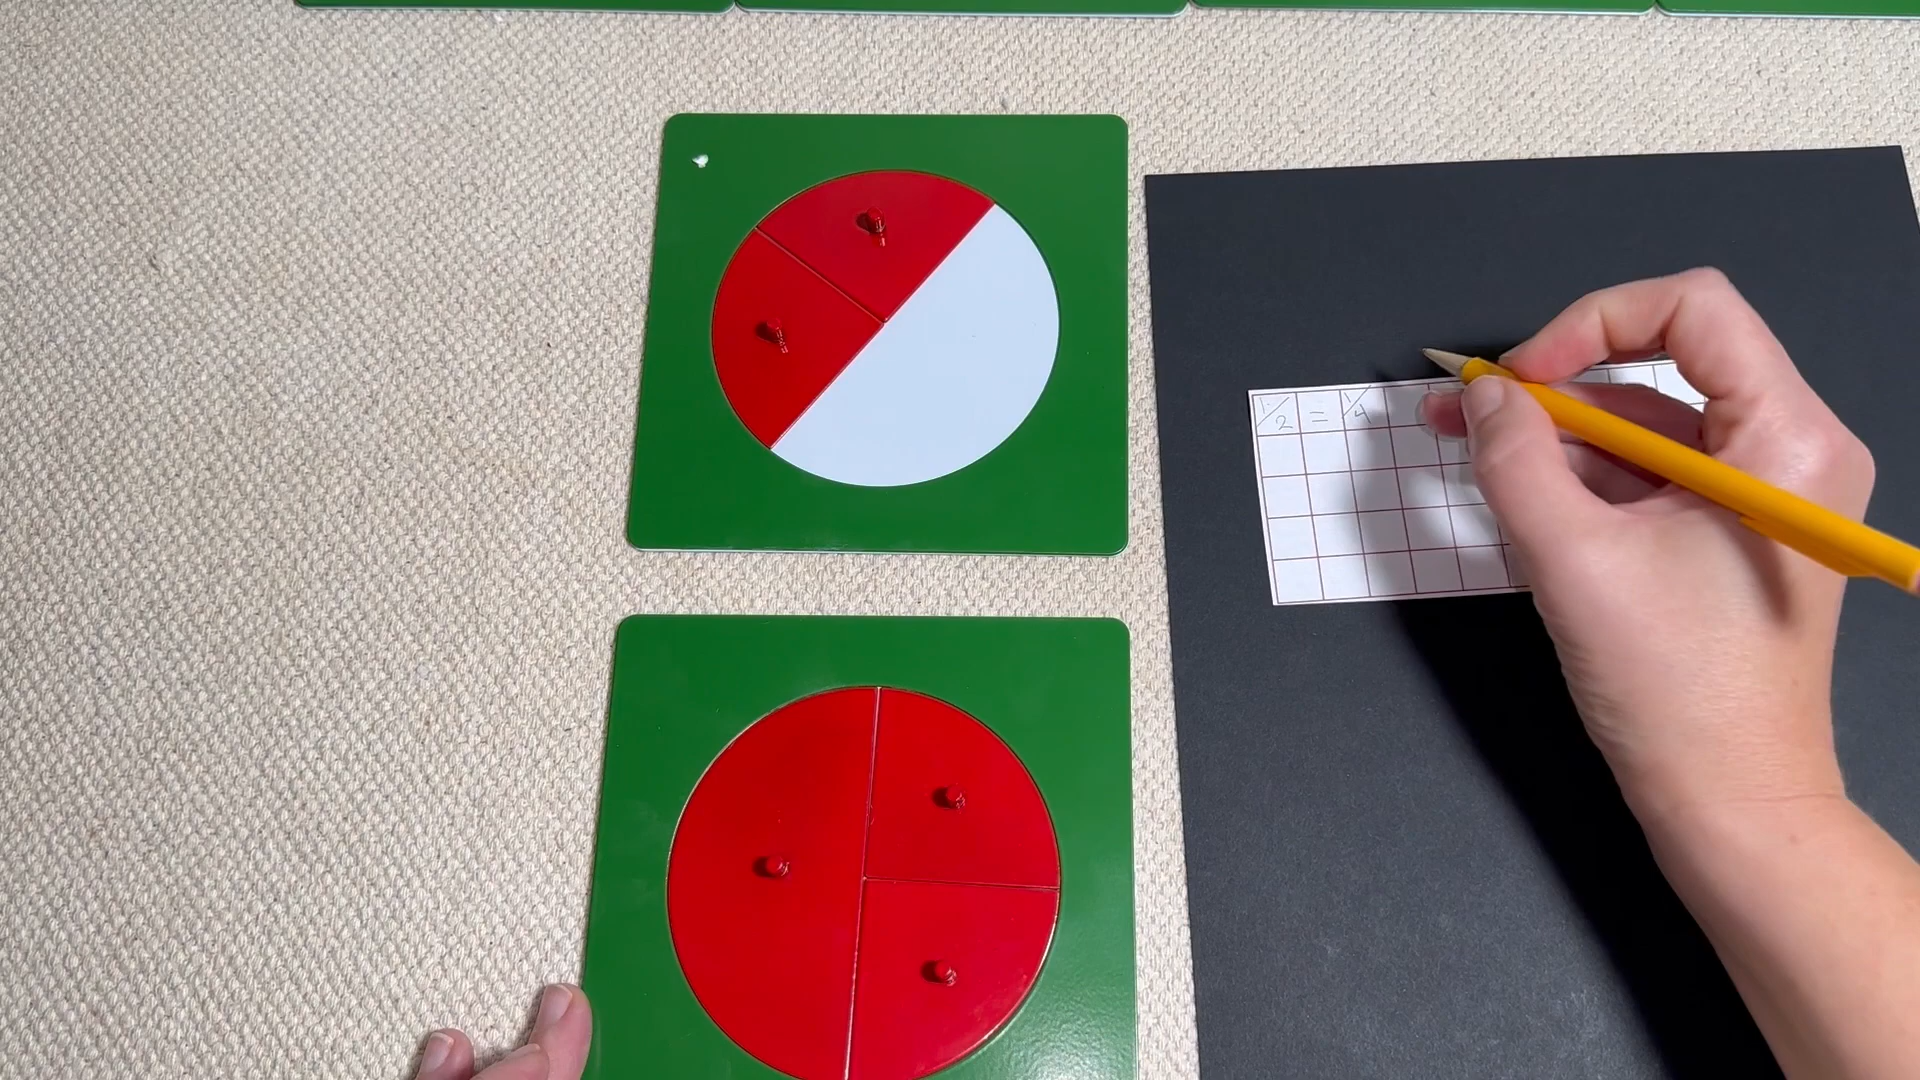 1/2 = 1/4